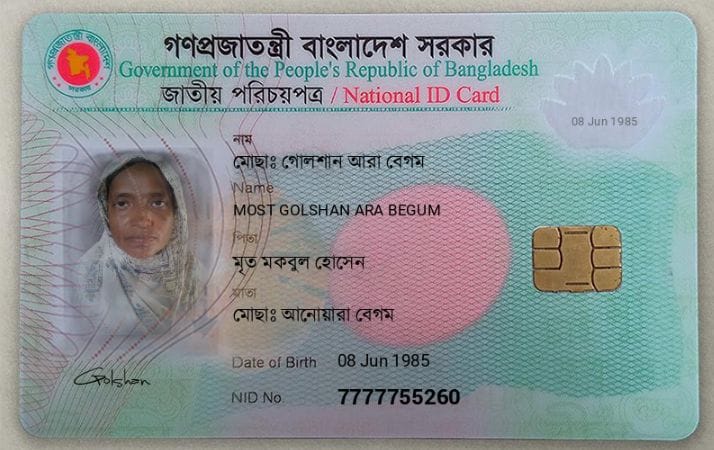 গণপ্রজাতন্ত্রী বাংলাদেশ সরকার
Government of the People's Republic of Bangladesh
জাতীয় পরিচয়পত্র / National ID Card
08 Jun 1985
নাম
মোছাঃ গোলশান আরা বেগম
Name
MOST GOLSHAN ARA BEGUM
পিতা
মৃত মকবুল হোসেন
মাতা
মোছাঃ আনোয়ারা বেগম
Date of Birth 08 Jun 1985
NID No. 7777755260
Golshan